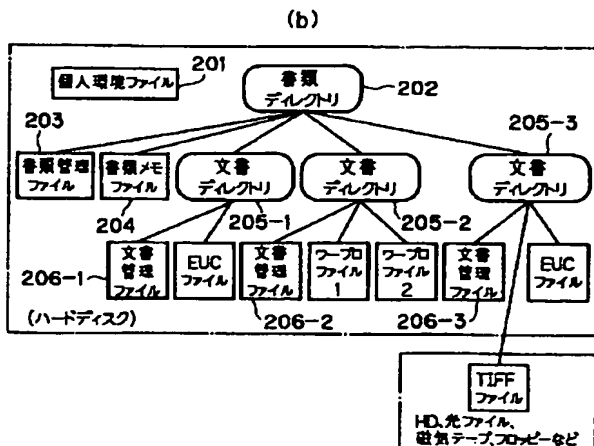 (b)
個人環境ファイル
201
書類
ディレクトリ
202
203
書類管理
ファイル
書類メモ
ファイル
204
文書
ディレクトリ
205-1
文書
ディレクトリ
205-2
205-3
文書
ディレクトリ
206-1
文書
管理
ファイル
EUC
ファイル
文書
管理
ファイル
206-2
ワープロ
ファイル
1
ワープロ
ファイル
2
文書
管理
ファイル
206-3
EUC
ファイル
(ハードディスク)
TIFF
ファイル
HD、光ファイル、
磁気テープ、フロッピーなど